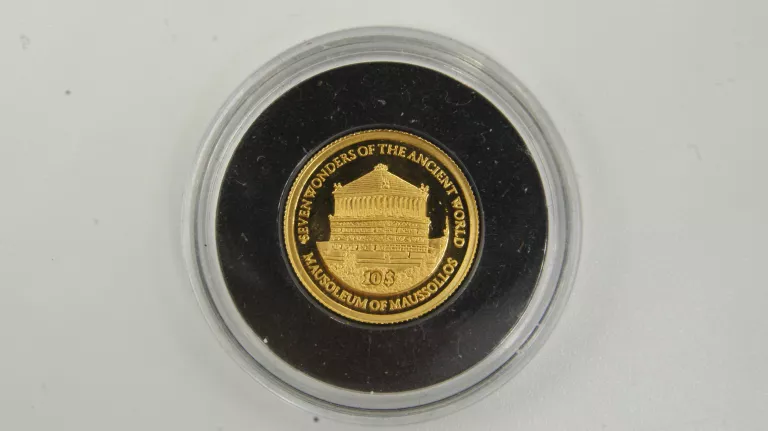 SEVEN WONDERS OF THE ANCIENT WORLD
10$
MAUSOLEUM OF MAUSSOLLOS